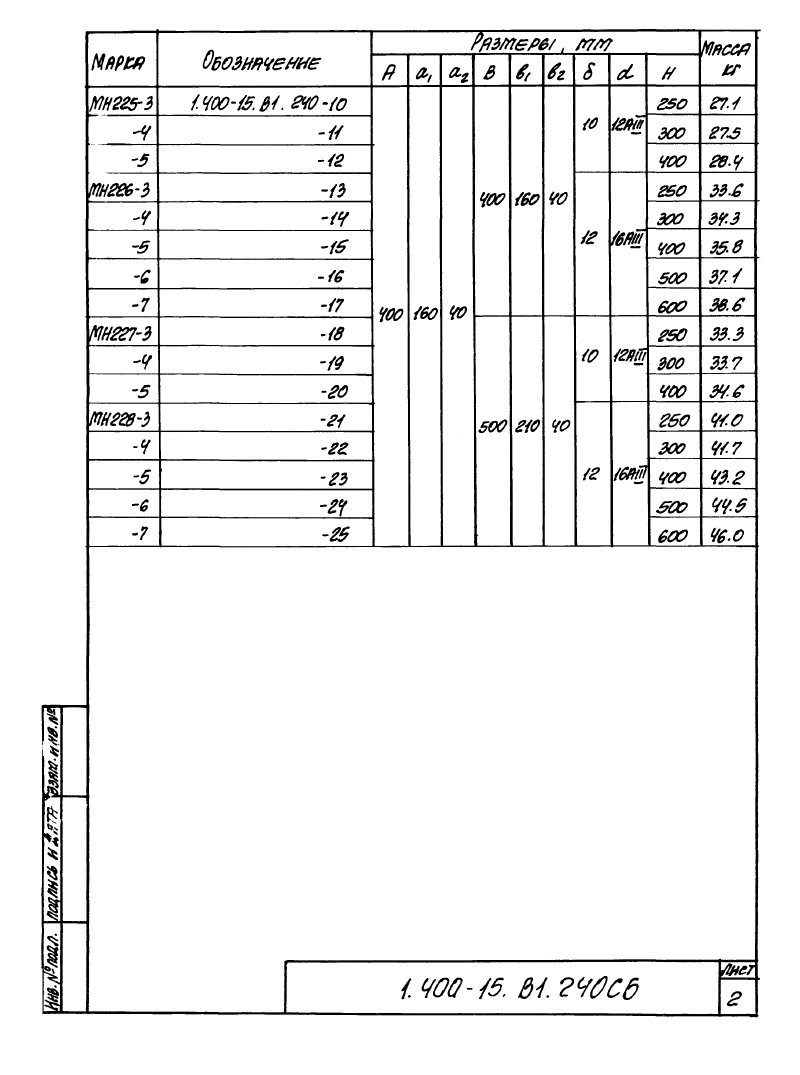 Марка Обозначение Размеры, мм Масса кг
A a₁ a₂ B b₁ b₂ δ d H
МН225-3 1.400-15.В1.240-10 250 27.1
-4 -11 10 12АIII 300 27.5
-5 -12 400 28.4
МН226-3 -13 400 160 40 250 33.6
-4 -14 300 34.3
-5 -15 12 16АIII 400 35.8
-6 -16 500 37.1
-7 -17 400 160 40 600 38.6
МН227-3 -18 250 33.3
-4 -19 10 12АIII 300 33.7
-5 -20 400 34.6
МН228-3 -21 500 210 40 250 41.0
-4 -22 300 41.7
-5 -23 12 16АIII 400 43.2
-6 -24 500 44.5
-7 -25 600 46.0
Взам. инв. №
Подпись и дата
Инв. № подл.
1.400-15.В1.240СБ
Лист
2